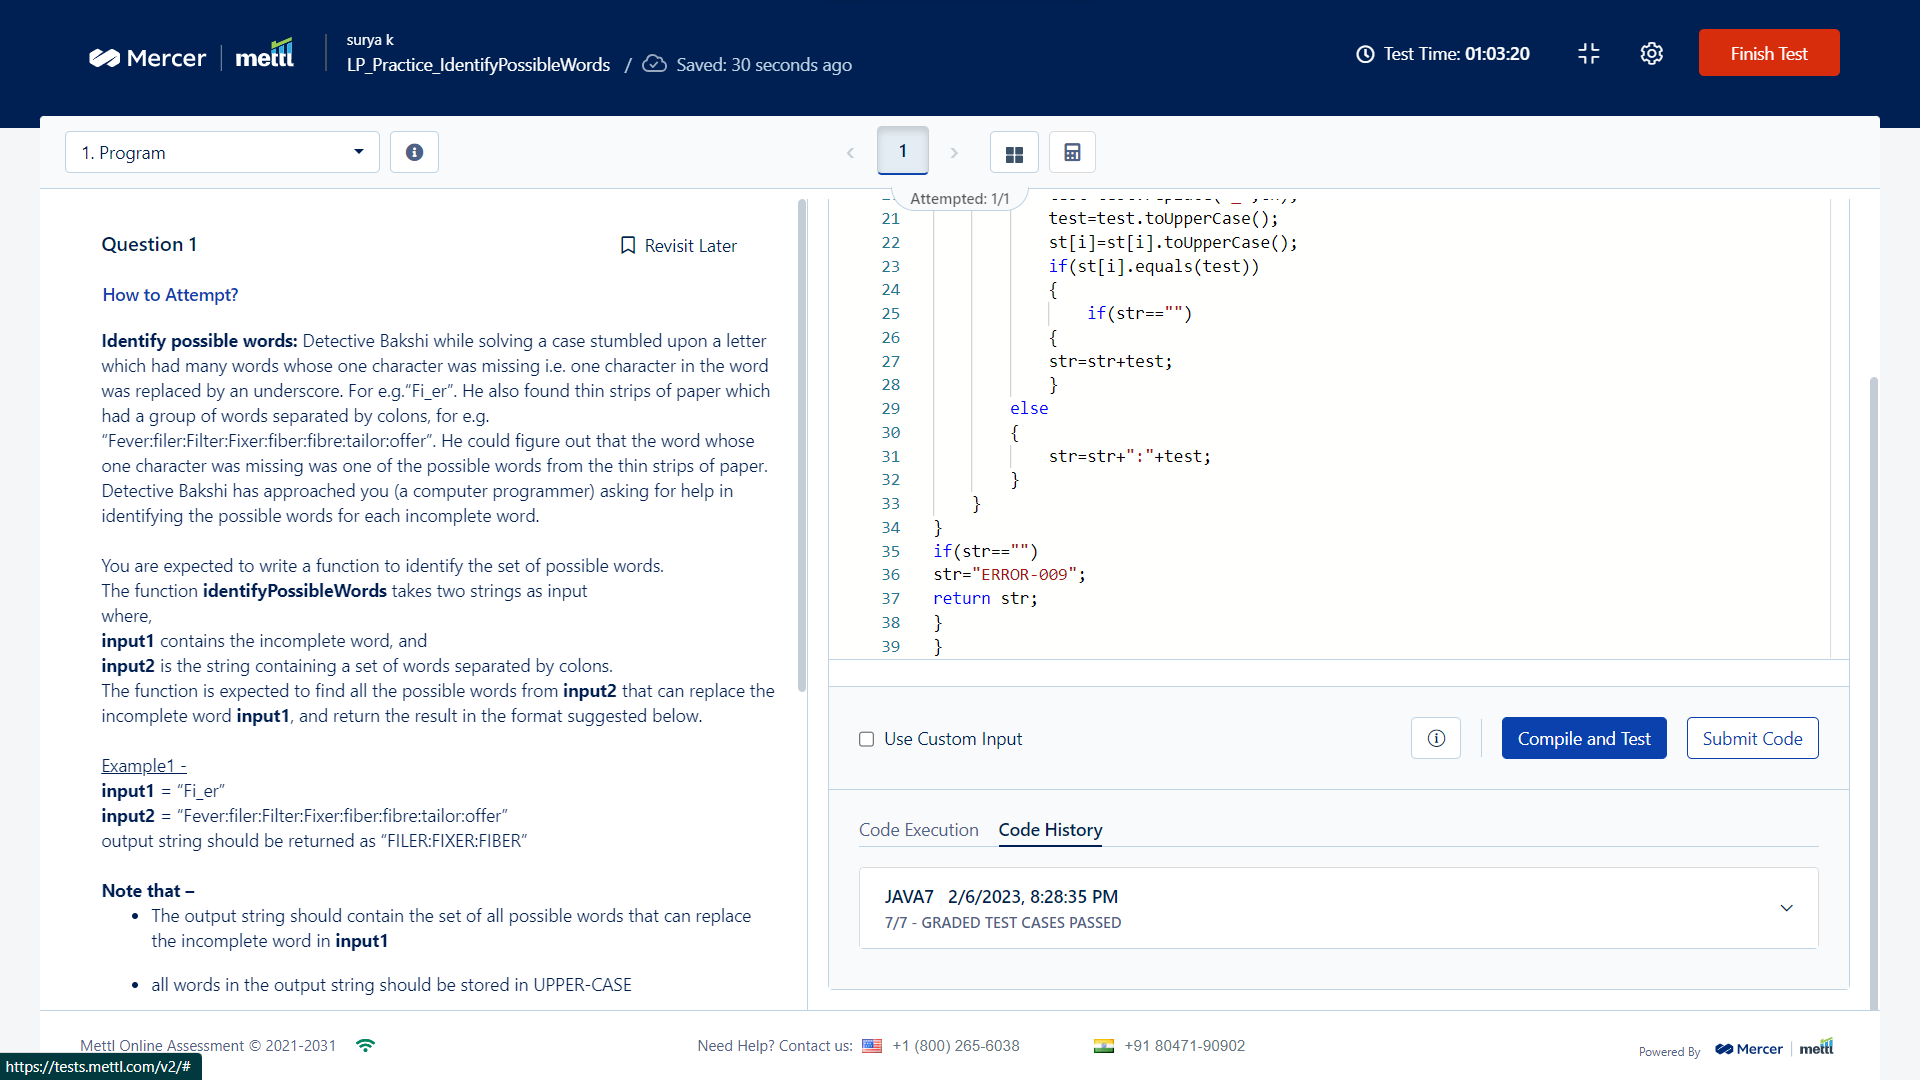 Mercer mettl
surya k
LP_Practice_IdentifyPossibleWords / Saved: 30 seconds ago
Test Time: 01:03:20
Finish Test
1. Program
1
Attempted: 1/1
Question 1
Revisit Later
How to Attempt?
Identify possible words: Detective Bakshi while solving a case stumbled upon a letter
which had many words whose one character was missing i.e. one character in the word
was replaced by an underscore. For e.g.“Fi_er”. He also found thin strips of paper which
had a group of words separated by colons, for e.g.
“Fever:filer:Filter:Fixer:fiber:fibre:tailor:offer”. He could figure out that the word whose
one character was missing was one of the possible words from the thin strips of paper.
Detective Bakshi has approached you (a computer programmer) asking for help in
identifying the possible words for each incomplete word.
You are expected to write a function to identify the set of possible words.
The function identifyPossibleWords takes two strings as input
where,
input1 contains the incomplete word, and
input2 is the string containing a set of words separated by colons.
The function is expected to find all the possible words from input2 that can replace the
incomplete word input1, and return the result in the format suggested below.
Example1 -
input1 = “Fi_er”
input2 = “Fever:filer:Filter:Fixer:fiber:fibre:tailor:offer”
output string should be returned as “FILER:FIXER:FIBER”
Note that –
• The output string should contain the set of all possible words that can replace
the incomplete word in input1
• all words in the output string should be stored in UPPER-CASE
21 test=test.toUpperCase();
22 st[i]=st[i].toUpperCase();
23 if(st[i].equals(test))
24 {
25 if(str=="")
26 {
27 str=str+test;
28 }
29 else
30 {
31 str=str+":"+test;
32 }
33 }
34 }
35 if(str=="")
36 str="ERROR-009";
37 return str;
38 }
39 }
Use Custom Input
Compile and Test
Submit Code
Code Execution Code History
JAVA7 2/6/2023, 8:28:35 PM
7/7 - GRADED TEST CASES PASSED
Mettl Online Assessment © 2021-2031
Need Help? Contact us: +1 (800) 265-6038
+91 80471-90902
Powered By Mercer mettl
https://tests.mettl.com/v2/#